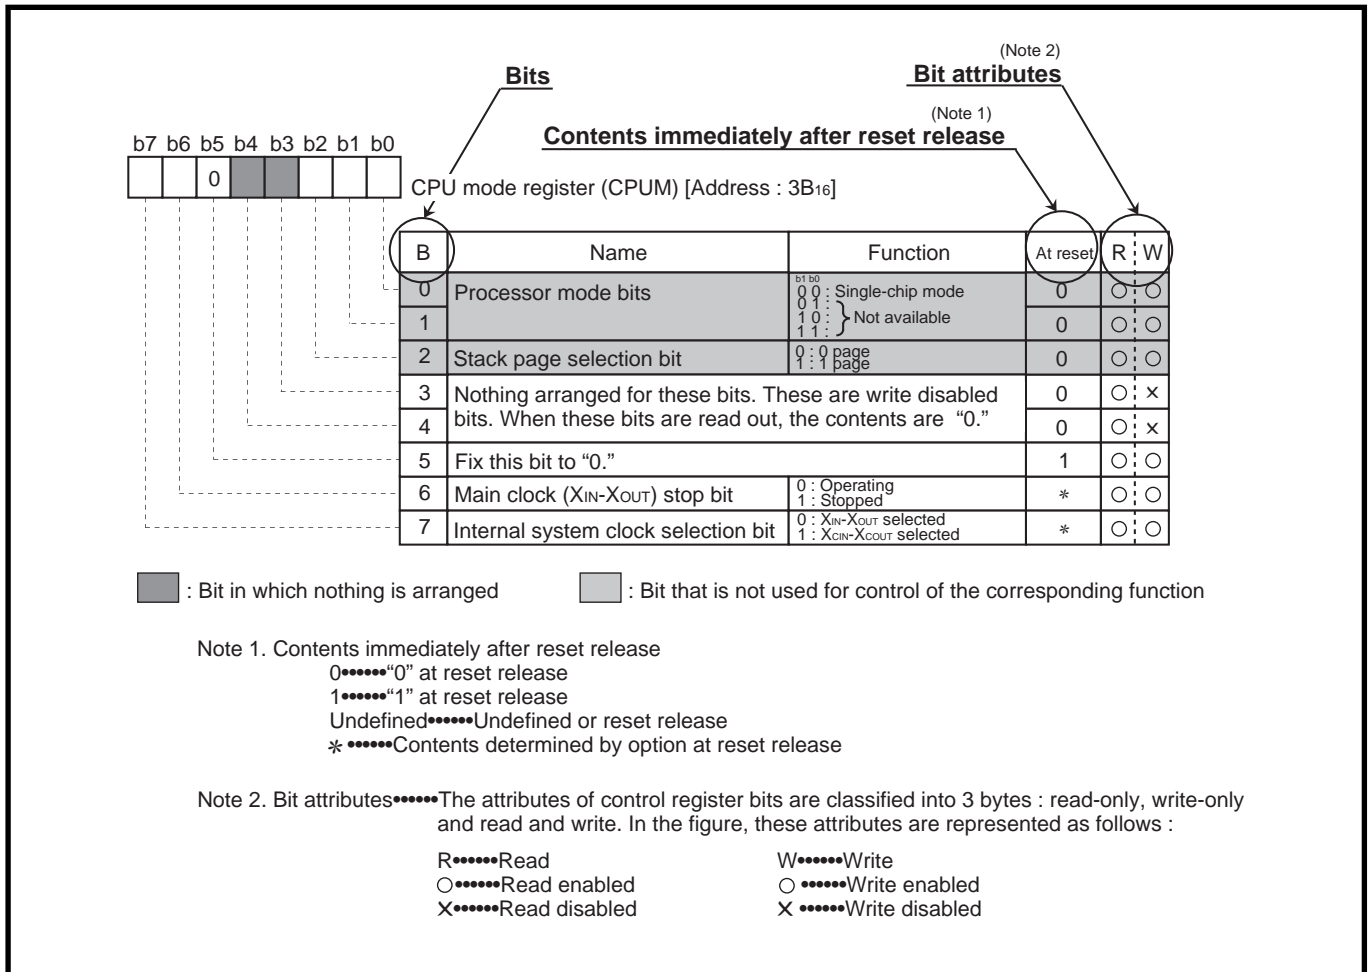 (Note 2)
Bits
Bit attributes
(Note 1)
Contents immediately after reset release
b7 b6 b5 b4 b3 b2 b1 b0
0
CPU mode register (CPUM) [Address : 3B16]
B Name Function At reset R W
0 Processor mode bits
b1 b0
0 0 : Single-chip mode
0 1 :
1 0 : Not available
1 1 :
0
1 0
2 Stack page selection bit 0 : 0 page
1 : 1 page
0
3 Nothing arranged for these bits. These are write disabled 0 ×
4 bits. When these bits are read out, the contents are “0.” 0 ×
5 Fix this bit to “0.” 1
6 Main clock (XIN-XOUT) stop bit 0 : Operating
1 : Stopped
*
7 Internal system clock selection bit 0 : XIN-XOUT selected
1 : XCIN-XCOUT selected
*
: Bit in which nothing is arranged : Bit that is not used for control of the corresponding function
Note 1. Contents immediately after reset release
0••••••“0” at reset release
1••••••“1” at reset release
Undefined••••••Undefined or reset release
* ••••••Contents determined by option at reset release
Note 2. Bit attributes••••••The attributes of control register bits are classified into 3 bytes : read-only, write-only
and read and write. In the figure, these attributes are represented as follows :
R••••••Read W••••••Write
○••••••Read enabled ○ ••••••Write enabled
×••••••Read disabled × ••••••Write disabled